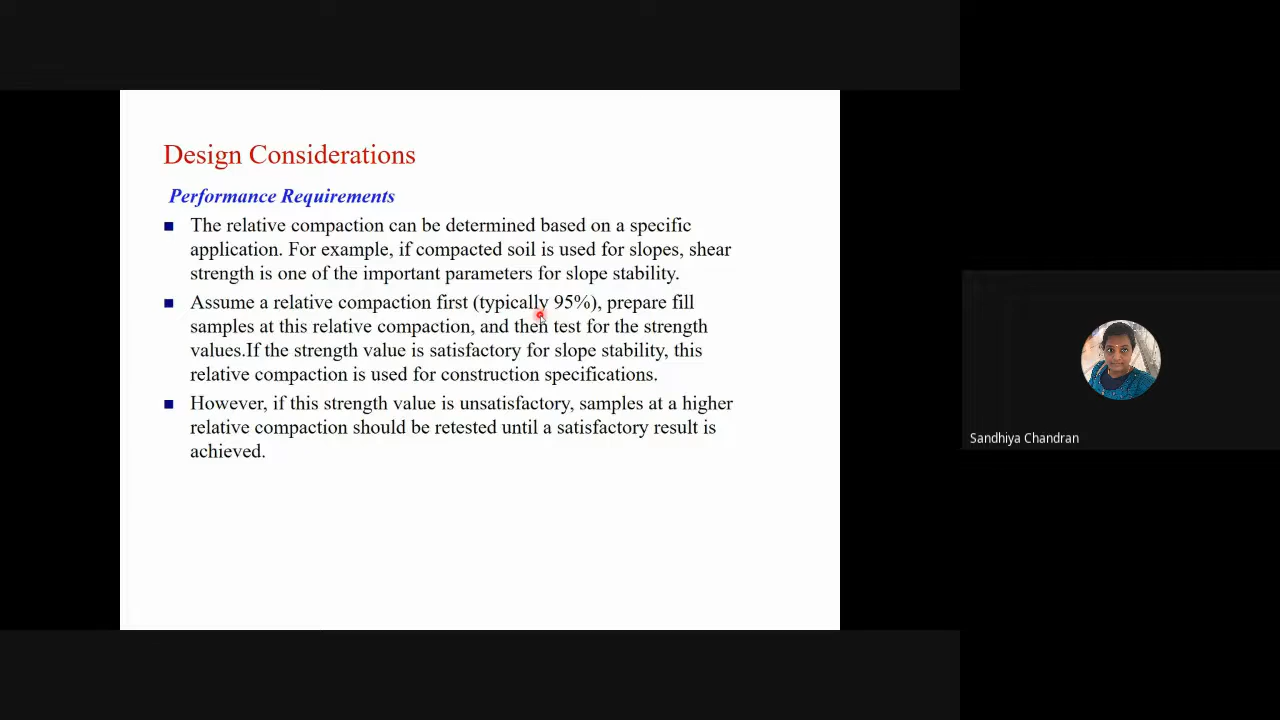 Design Considerations
Performance Requirements
The relative compaction can be determined based on a specific
application. For example, if compacted soil is used for slopes, shear
strength is one of the important parameters for slope stability.
Assume a relative compaction first (typically 95%), prepare fill
samples at this relative compaction, and then test for the strength
values.If the strength value is satisfactory for slope stability, this
relative compaction is used for construction specifications.
However, if this strength value is unsatisfactory, samples at a higher
relative compaction should be retested until a satisfactory result is
achieved.
Sandhiya Chandran